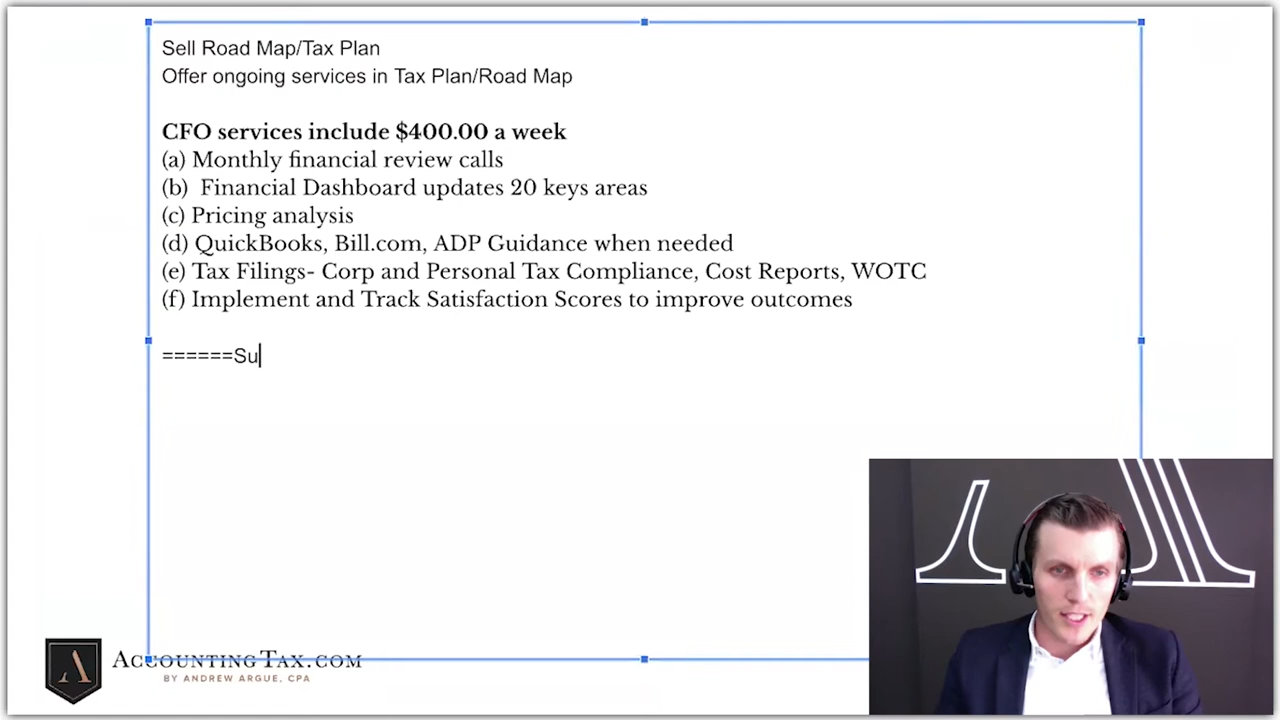 Sell Road Map/Tax Plan
Offer ongoing services in Tax Plan/Road Map
CFO services include $400.00 a week
(a) Monthly financial review calls
(b)  Financial Dashboard updates 20 keys areas
(c) Pricing analysis
(d) QuickBooks, Bill.com, ADP Guidance when needed
(e) Tax Filings- Corp and Personal Tax Compliance, Cost Reports, WOTC
(f) Implement and Track Satisfaction Scores to improve outcomes
======Su
A
AccountingTax.com
BY ANDREW ARGUE, CPA